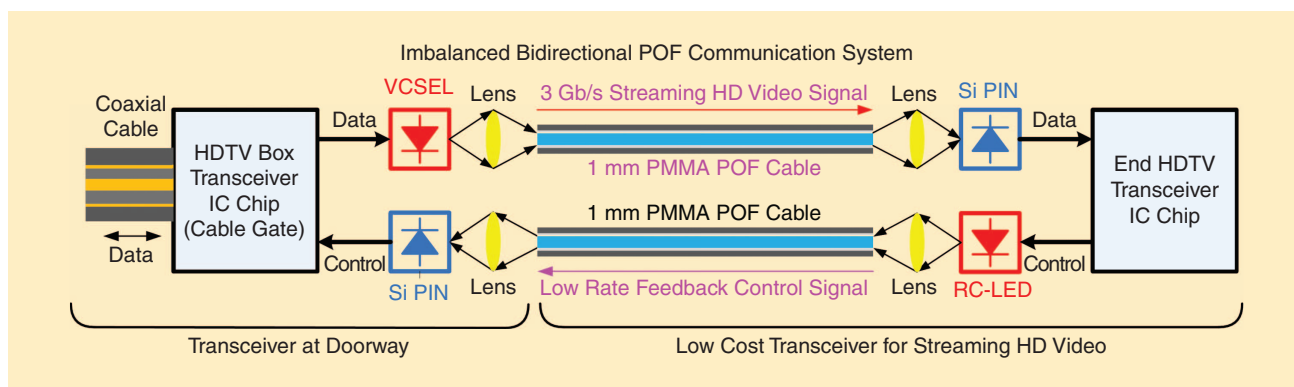 Imbalanced Bidirectional POF Communication System
VCSEL
Lens
3 Gb/s Streaming HD Video Signal
Lens
Si PIN
Coaxial
Cable
Data
Data
HDTV Box
Transceiver
IC Chip
(Cable Gate)
1 mm PMMA POF Cable
End HDTV
Transceiver
IC Chip
1 mm PMMA POF Cable
Data
Control
Control
Si PIN
Lens
Low Rate Feedback Control Signal
Lens
RC-LED
Transceiver at Doorway
Low Cost Transceiver for Streaming HD Video